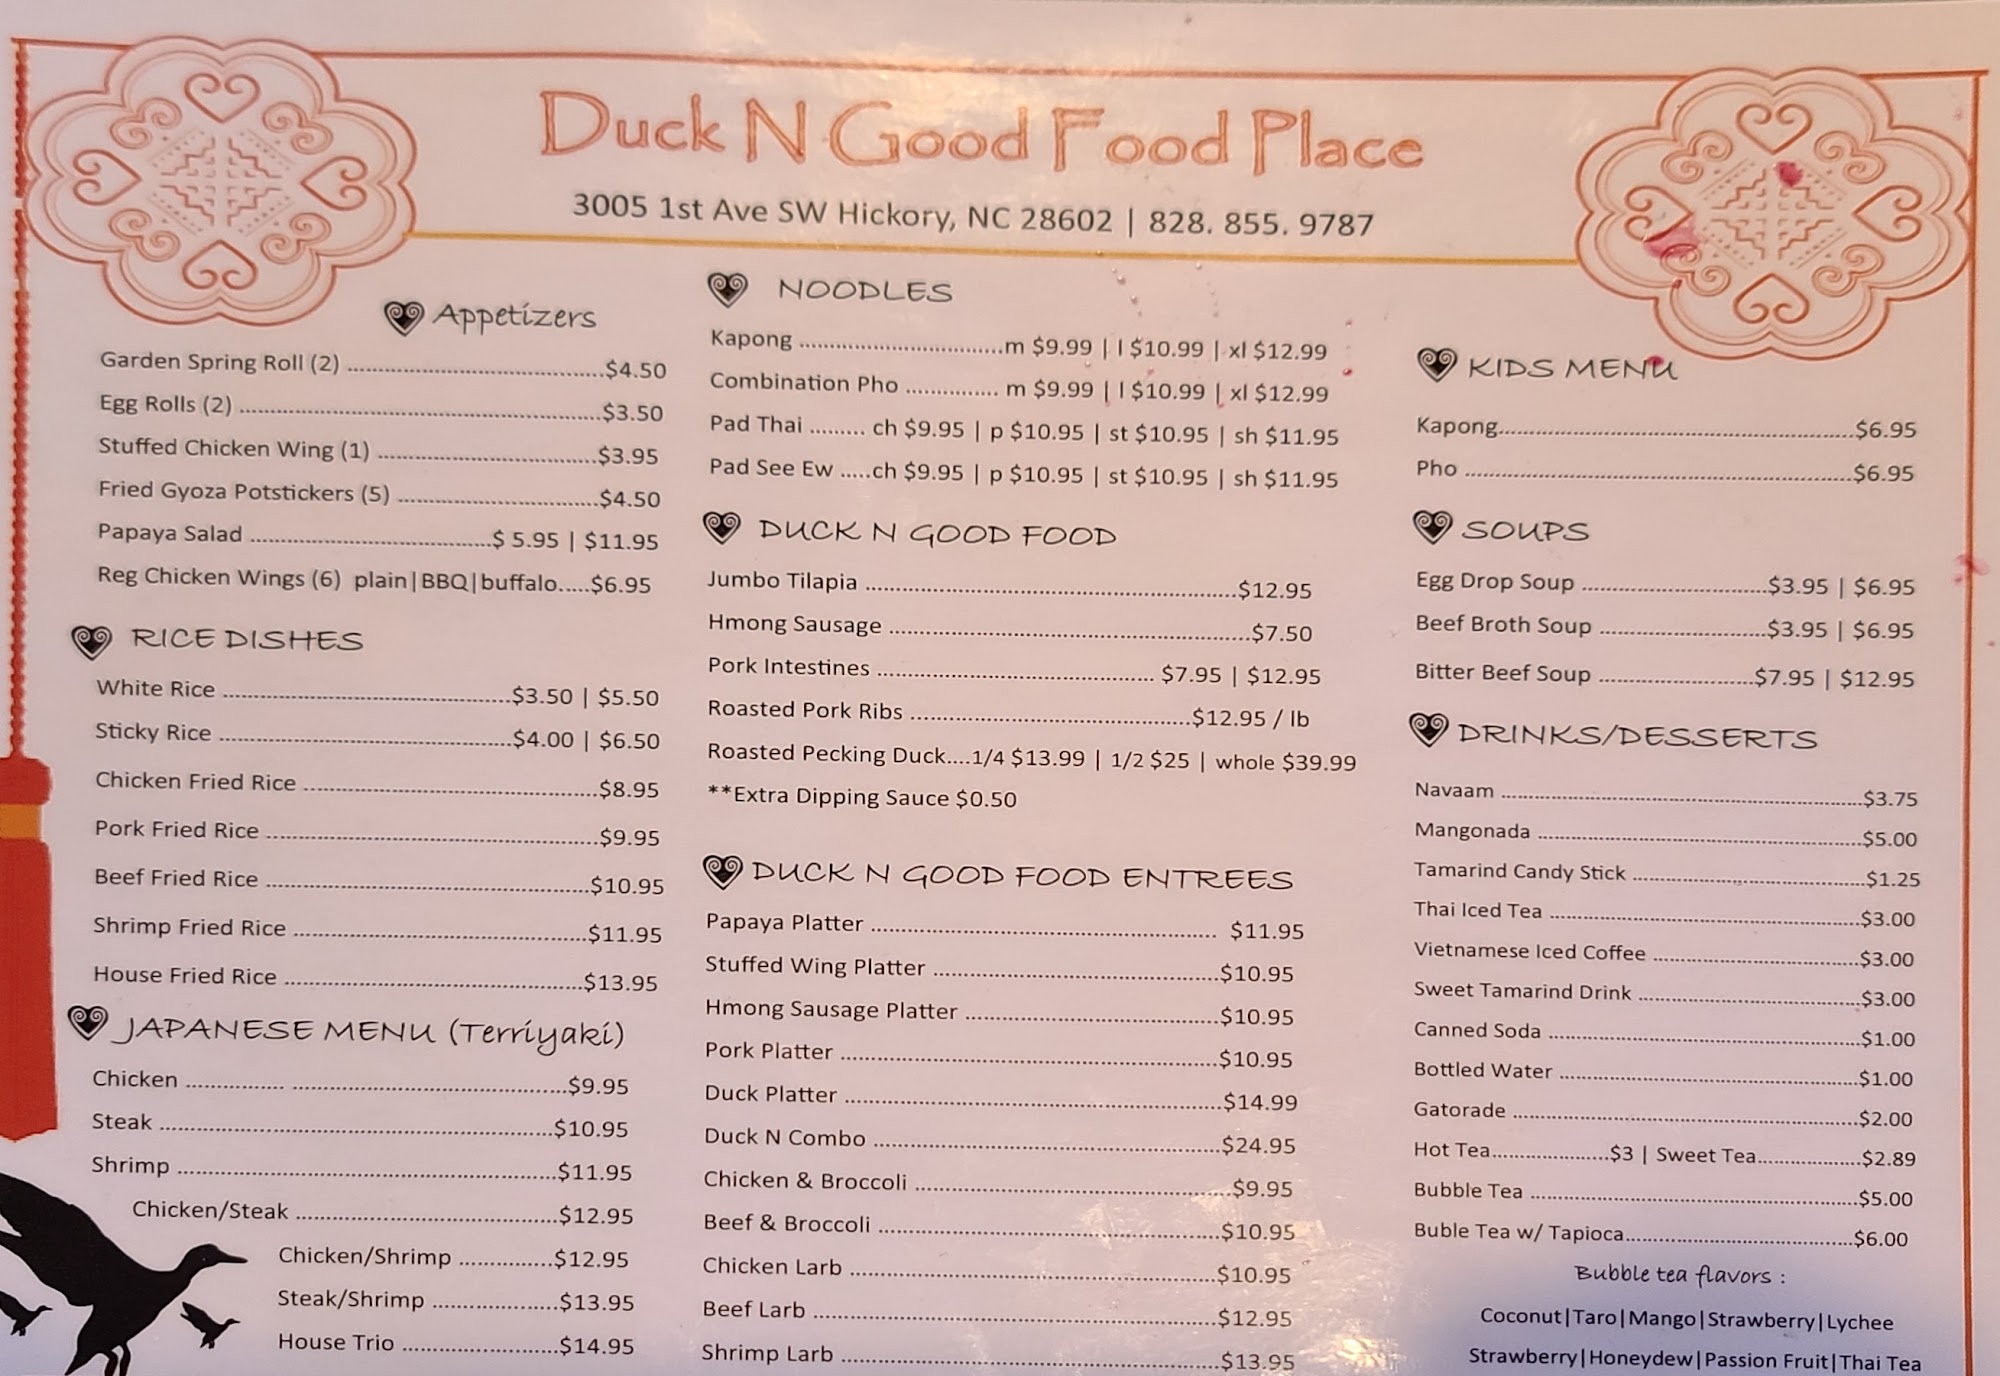 Duck N Good Food Place
3005 1st Ave SW Hickory, NC 28602 | 828. 855. 9787
Appetizers
Garden Spring Roll (2) ........ $4.50
Egg Rolls (2) ........ $3.50
Stuffed Chicken Wing (1) ........ $3.95
Fried Gyoza Potstickers (5) ........ $4.50
Papaya Salad ........ $ 5.95 | $11.95
Reg Chicken Wings (6) plain|BBQ|buffalo..... $6.95
RICE DISHES
White Rice ........ $3.50 | $5.50
Sticky Rice ........ $4.00 | $6.50
Chicken Fried Rice ........ $8.95
Pork Fried Rice ........ $9.95
Beef Fried Rice ........ $10.95
Shrimp Fried Rice ........ $11.95
House Fried Rice ........ $13.95
JAPANESE MENU (Terriyaki)
Chicken ........ $9.95
Steak ........ $10.95
Shrimp ........ $11.95
Chicken/Steak ........ $12.95
Chicken/Shrimp ........ $12.95
Steak/Shrimp ........ $13.95
House Trio ........ $14.95
NOODLES
Kapong ........ m $9.99 | l $10.99 | xl $12.99
Combination Pho ........ m $9.99 | l $10.99 | xl $12.99
Pad Thai ........ ch $9.95 | p $10.95 | st $10.95 | sh $11.95
Pad See Ew ..... ch $9.95 | p $10.95 | st $10.95 | sh $11.95
DUCK N GOOD FOOD
Jumbo Tilapia ........ $12.95
Hmong Sausage ........ $7.50
Pork Intestines ........ $7.95 | $12.95
Roasted Pork Ribs ........ $12.95 / lb
Roasted Pecking Duck.... 1/4 $13.99 | 1/2 $25 | whole $39.99
**Extra Dipping Sauce $0.50
DUCK N GOOD FOOD ENTREES
Papaya Platter ........ $11.95
Stuffed Wing Platter ........ $10.95
Hmong Sausage Platter ........ $10.95
Pork Platter ........ $10.95
Duck Platter ........ $14.99
Duck N Combo ........ $24.95
Chicken & Broccoli ........ $9.95
Beef & Broccoli ........ $10.95
Chicken Larb ........ $10.95
Beef Larb ........ $12.95
Shrimp Larb ........ $13.95
KIDS MENU
Kapong........ $6.95
Pho ........ $6.95
SOUPS
Egg Drop Soup ........ $3.95 | $6.95
Beef Broth Soup ........ $3.95 | $6.95
Bitter Beef Soup ........ $7.95 | $12.95
DRINKS/DESSERTS
Navaam ........ $3.75
Mangonada ........ $5.00
Tamarind Candy Stick ........ $1.25
Thai Iced Tea ........ $3.00
Vietnamese Iced Coffee ........ $3.00
Sweet Tamarind Drink ........ $3.00
Canned Soda ........ $1.00
Bottled Water ........ $1.00
Gatorade ........ $2.00
Hot Tea........ $3 | Sweet Tea........ $2.89
Bubble Tea ........ $5.00
Buble Tea w/ Tapioca........ $6.00
Bubble tea flavors :
Coconut|Taro|Mango|Strawberry|Lychee
Strawberry|Honeydew|Passion Fruit|Thai Tea